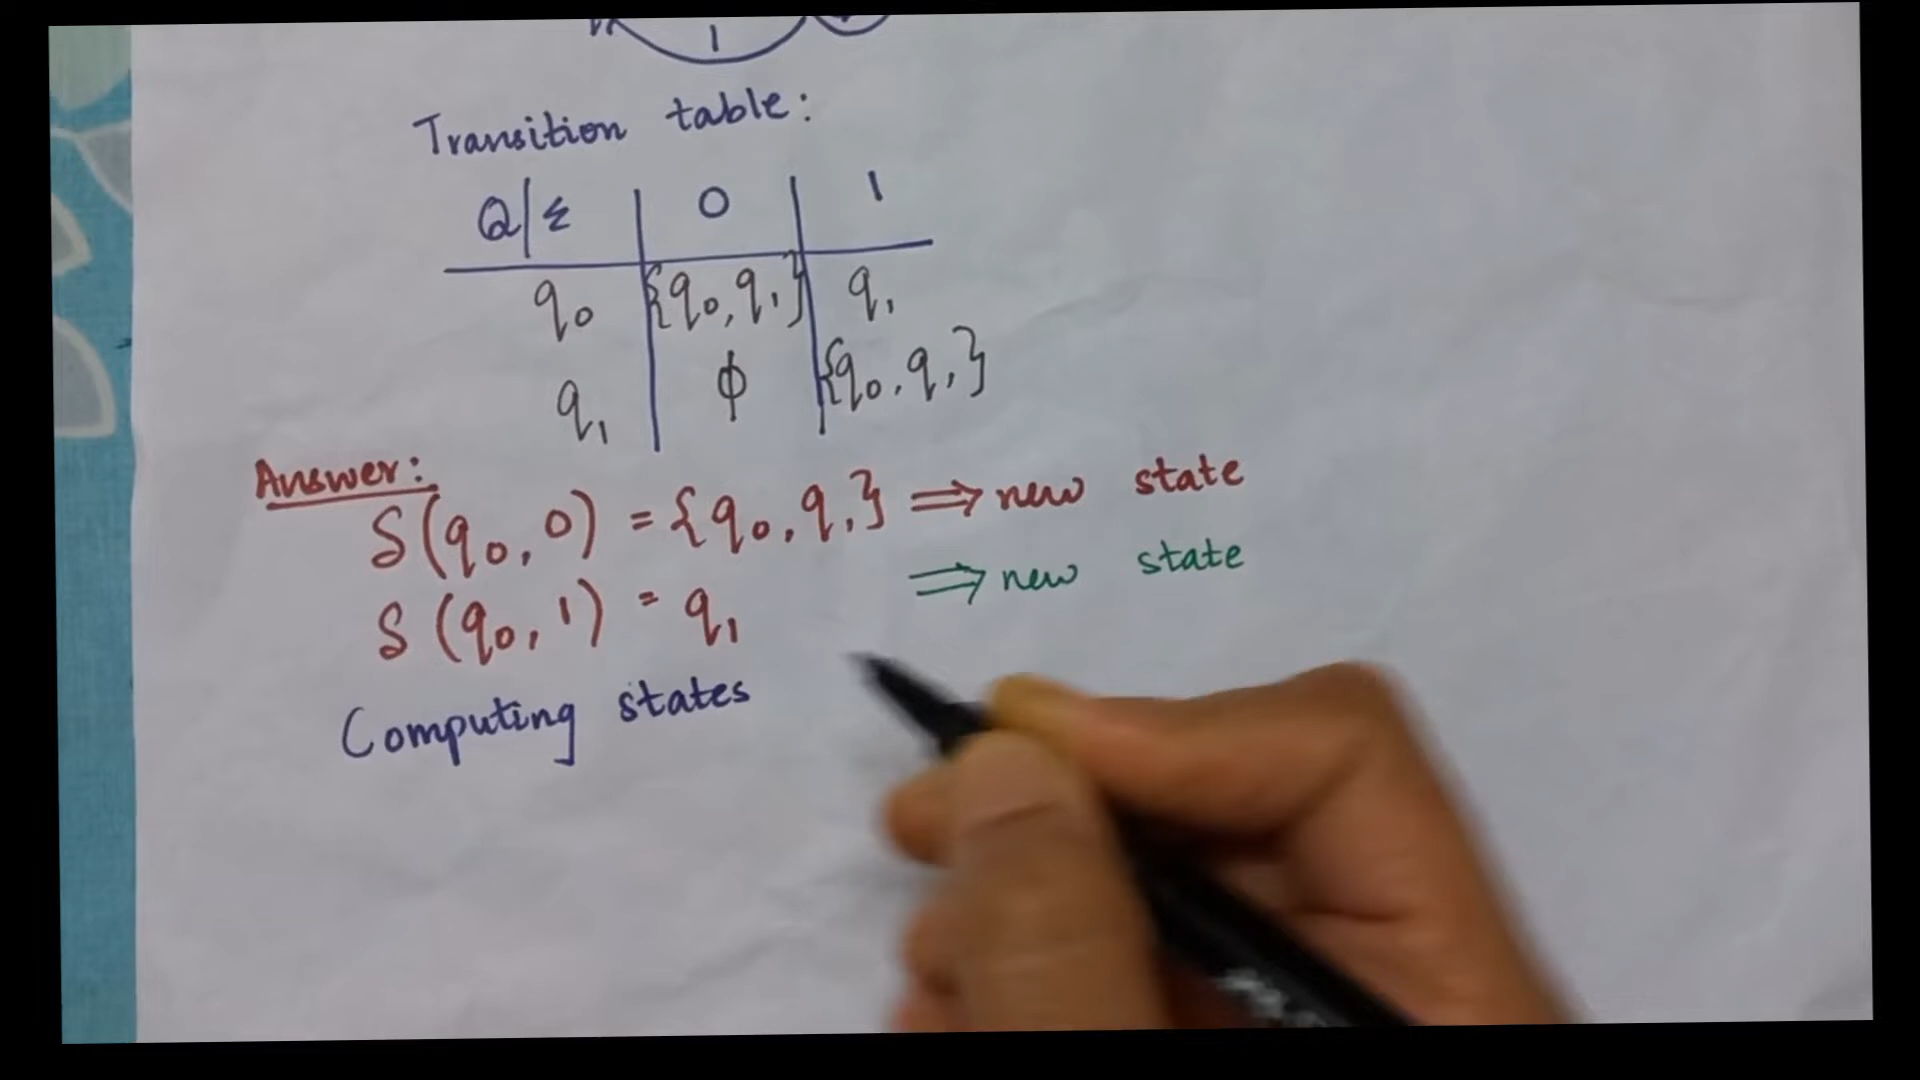 1
Transition table:
Q/Σ 0 1
q0 {q0, q1} q1
q1 ϕ {q0, q1}
Answer:
δ(q0, 0) = {q0, q1} ⟹ new state
δ(q0, 1) = q1 ⟹ new state
Computing states